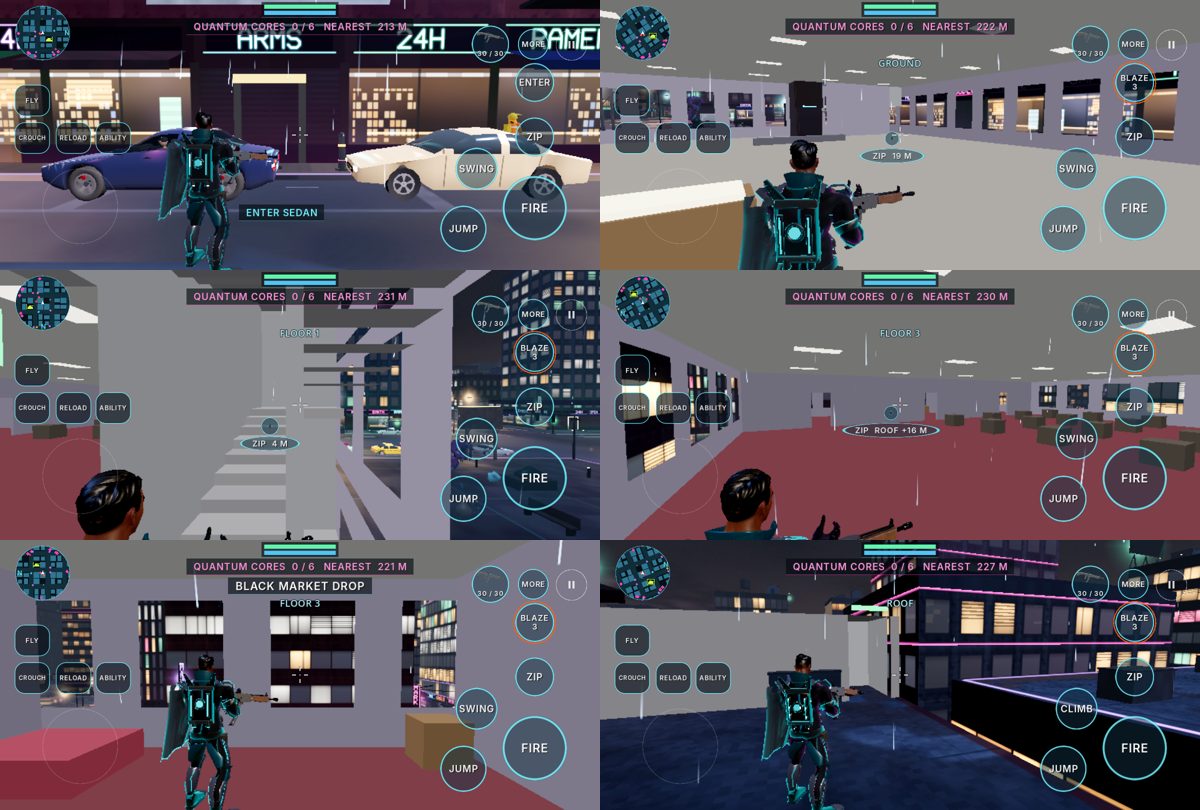 QUANTUM CORES 0 / 6 NEAREST 213 M
ARMS
24H
30 / 30
MORE
ENTER
FLY
CROUCH
RELOAD
ABILITY
ZIP
SWING
FIRE
ENTER SEDAN
JUMP
QUANTUM CORES 0 / 6 NEAREST 222 M
30 / 30
MORE
GROUND
BLAZE
3
FLY
CROUCH
RELOAD
ABILITY
ZIP
ZIP 19 M
SWING
FIRE
JUMP
QUANTUM CORES 0 / 6 NEAREST 231 M
30 / 30
MORE
FLOOR 1
BLAZE
3
FLY
CROUCH
RELOAD
ABILITY
ZIP
ZIP 4 M
SWING
FIRE
JUMP
QUANTUM CORES 0 / 6 NEAREST 230 M
30 / 30
MORE
FLOOR 3
BLAZE
3
FLY
CROUCH
RELOAD
ABILITY
ZIP
ZIP ROOF +16 M
SWING
FIRE
JUMP
QUANTUM CORES 0 / 6 NEAREST 221 M
BLACK MARKET DROP
30 / 30
MORE
FLOOR 3
BLAZE
3
FLY
CROUCH
RELOAD
ABILITY
ZIP
SWING
FIRE
JUMP
QUANTUM CORES 0 / 6 NEAREST 227 M
30 / 30
MORE
ROOF
BLAZE
3
FLY
CROUCH
RELOAD
ABILITY
ZIP
CLIMB
FIRE
JUMP